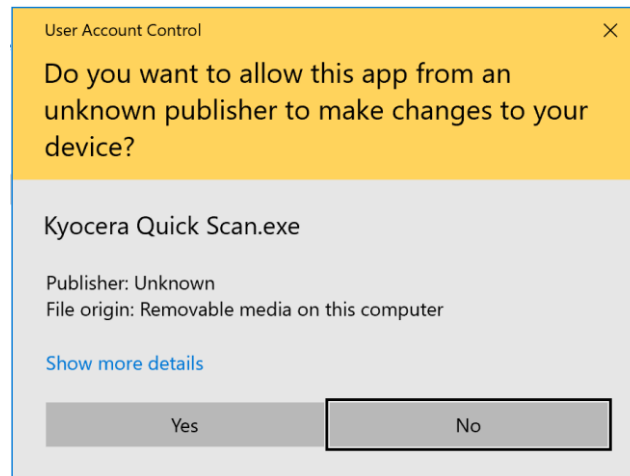 User Account Control
Do you want to allow this app from an
unknown publisher to make changes to your
device?
Kyocera Quick Scan.exe
Publisher: Unknown
File origin: Removable media on this computer
Show more details
Yes
No